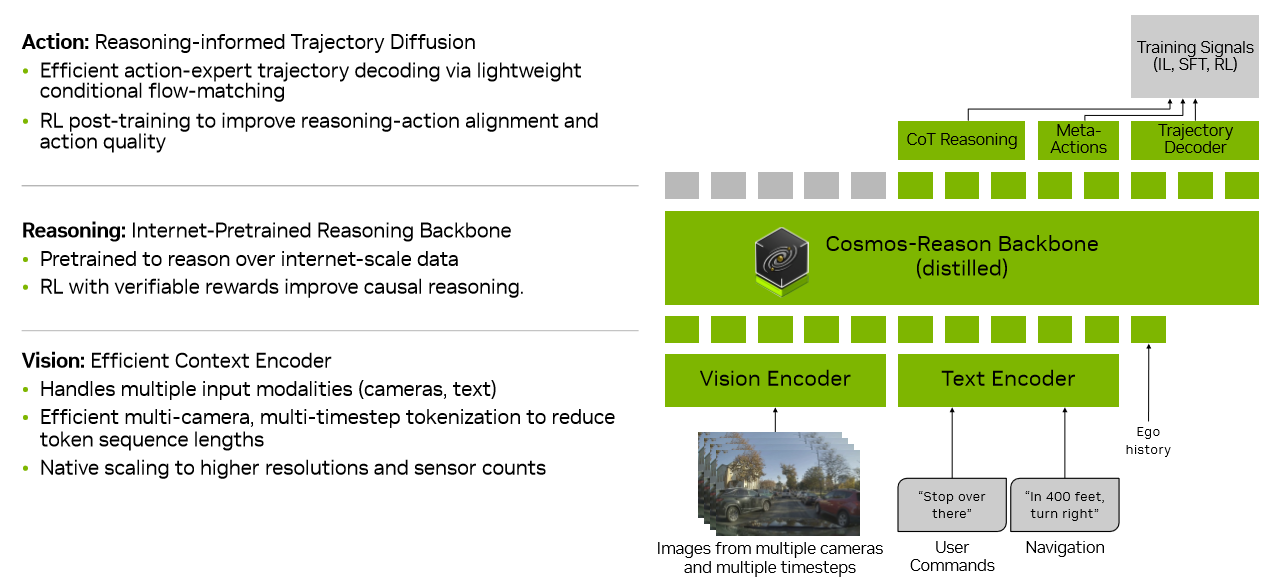 Action: Reasoning-informed Trajectory Diffusion
• Efficient action-expert trajectory decoding via lightweight
conditional flow-matching
• RL post-training to improve reasoning-action alignment and
action quality
Reasoning: Internet-Pretrained Reasoning Backbone
• Pretrained to reason over internet-scale data
• RL with verifiable rewards improve causal reasoning.
Vision: Efficient Context Encoder
• Handles multiple input modalities (cameras, text)
• Efficient multi-camera, multi-timestep tokenization to reduce
token sequence lengths
• Native scaling to higher resolutions and sensor counts
Training Signals
(IL, SFT, RL)
CoT Reasoning
Meta-
Actions
Trajectory
Decoder
Cosmos-Reason Backbone
(distilled)
Vision Encoder
Text Encoder
Ego
history
“Stop over
there”
“In 400 feet,
turn right”
Images from multiple cameras
and multiple timesteps
User
Commands
Navigation